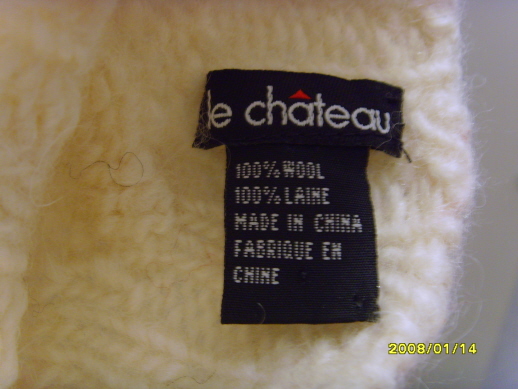 le château
100% WOOL
100% LAINE
MADE IN CHINA
FABRIQUE EN
CHINE
2008/01/14